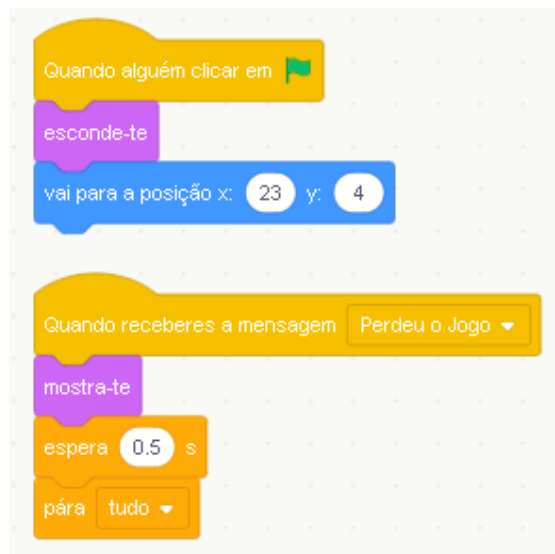 Quando alguém clicar em
esconde-te
vai para a posição x: 23 y: 4
Quando receberes a mensagem Perdeu o Jogo
mostra-te
espera 0.5 s
pára tudo